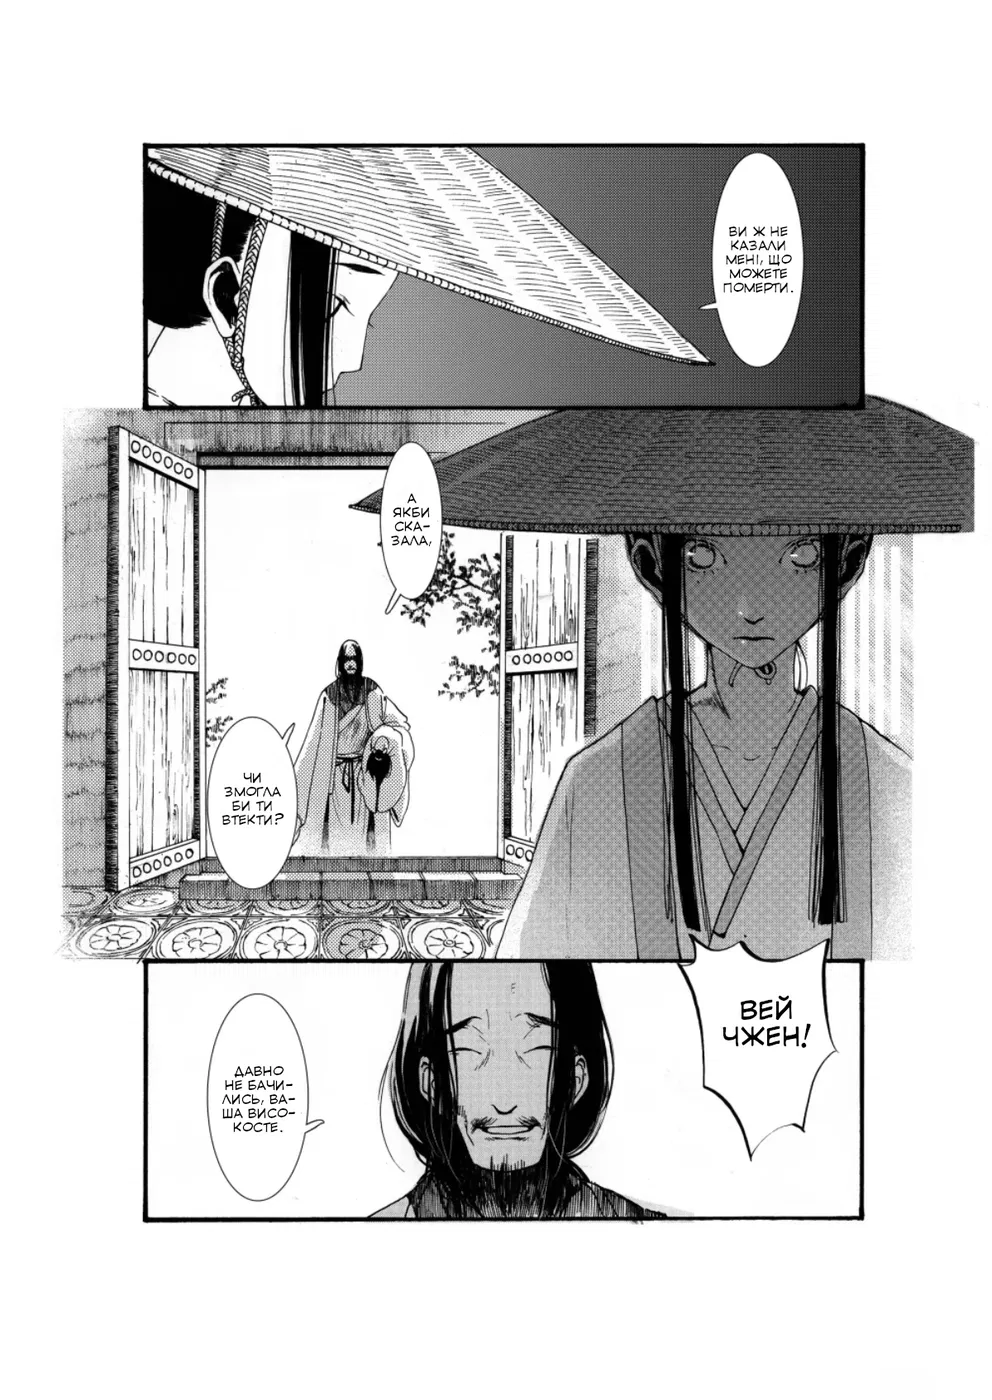 ВИ Ж НЕ
КАЗАЛИ
МЕНІ, ЩО
МОЖЕТЕ
ПОМЕРТИ.
А
ЯКБИ
СКА-
ЗАЛА,
ЧИ
ЗМОГЛА
БИ ТИ
ВТЕКТИ?
ВЕЙ
ЧЖЕН!
ДАВНО
НЕ БАЧИ-
ЛИСЬ, ВА-
ША ВИСО-
КОСТЕ.